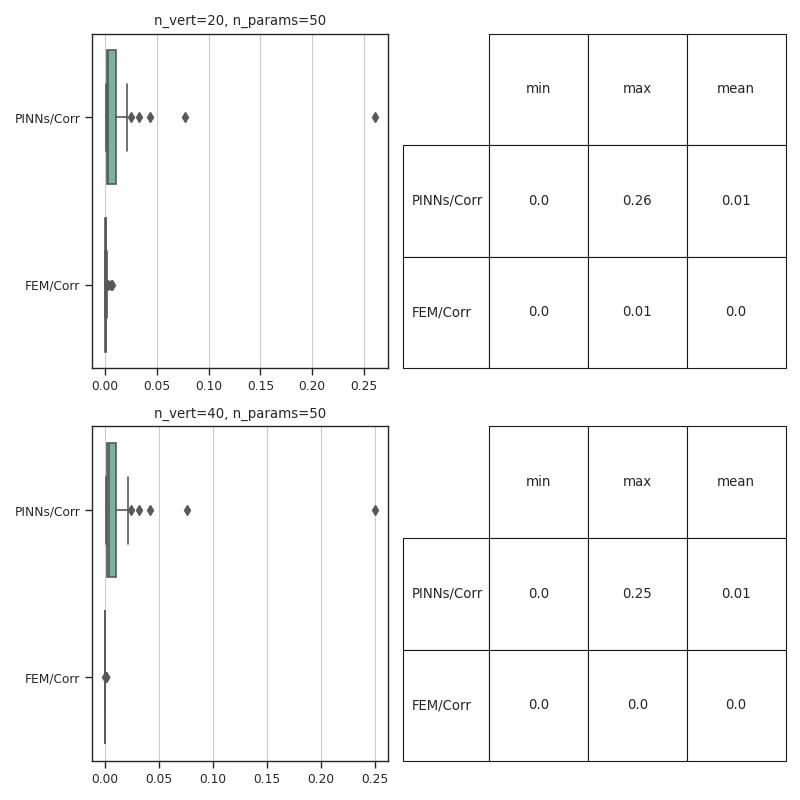 n_vert=20, n_params=50
PINNs/Corr
FEM/Corr
0.00 0.05 0.10 0.15 0.20 0.25
min max mean
PINNs/Corr 0.0 0.26 0.01
FEM/Corr 0.0 0.01 0.0
n_vert=40, n_params=50
PINNs/Corr
FEM/Corr
0.00 0.05 0.10 0.15 0.20 0.25
min max mean
PINNs/Corr 0.0 0.25 0.01
FEM/Corr 0.0 0.0 0.0